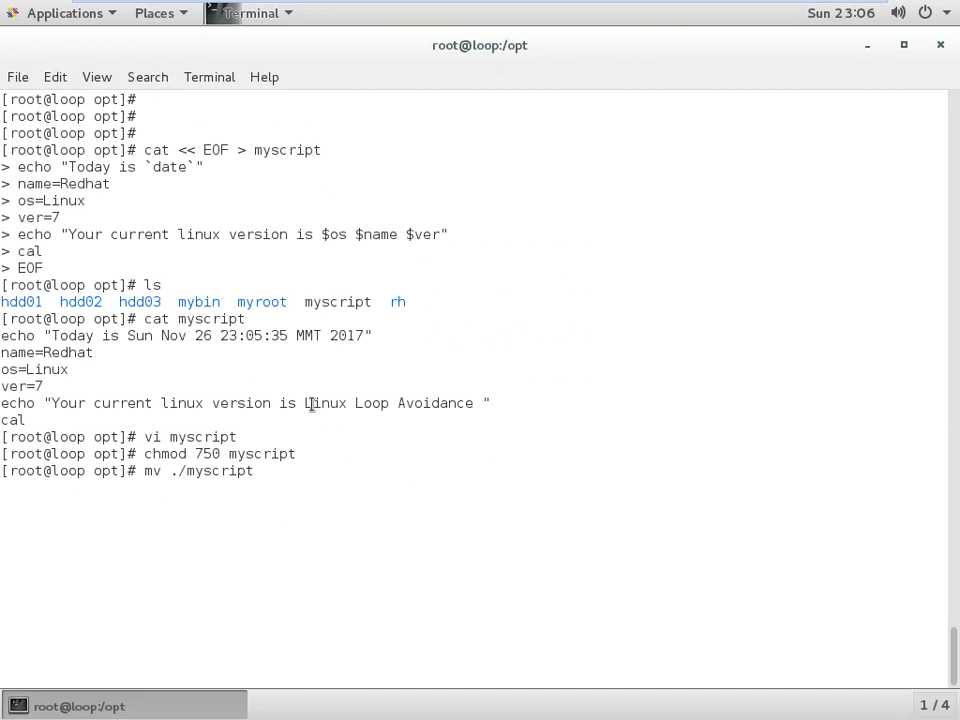 Applications Places Terminal Sun 23:06
root@loop:/opt
File Edit View Search Terminal Help
[root@loop opt]#
[root@loop opt]#
[root@loop opt]#
[root@loop opt]# cat << EOF > myscript
> echo "Today is `date`"
> name=Redhat
> os=Linux
> ver=7
> echo "Your current linux version is $os $name $ver"
> cal
> EOF
[root@loop opt]# ls
hdd01 hdd02 hdd03 mybin myroot myscript rh
[root@loop opt]# cat myscript
echo "Today is Sun Nov 26 23:05:35 MMT 2017"
name=Redhat
os=Linux
ver=7
echo "Your current linux version is Linux Loop Avoidance "
cal
[root@loop opt]# vi myscript
[root@loop opt]# chmod 750 myscript
[root@loop opt]# mv ./myscript
root@loop:/opt 1 / 4